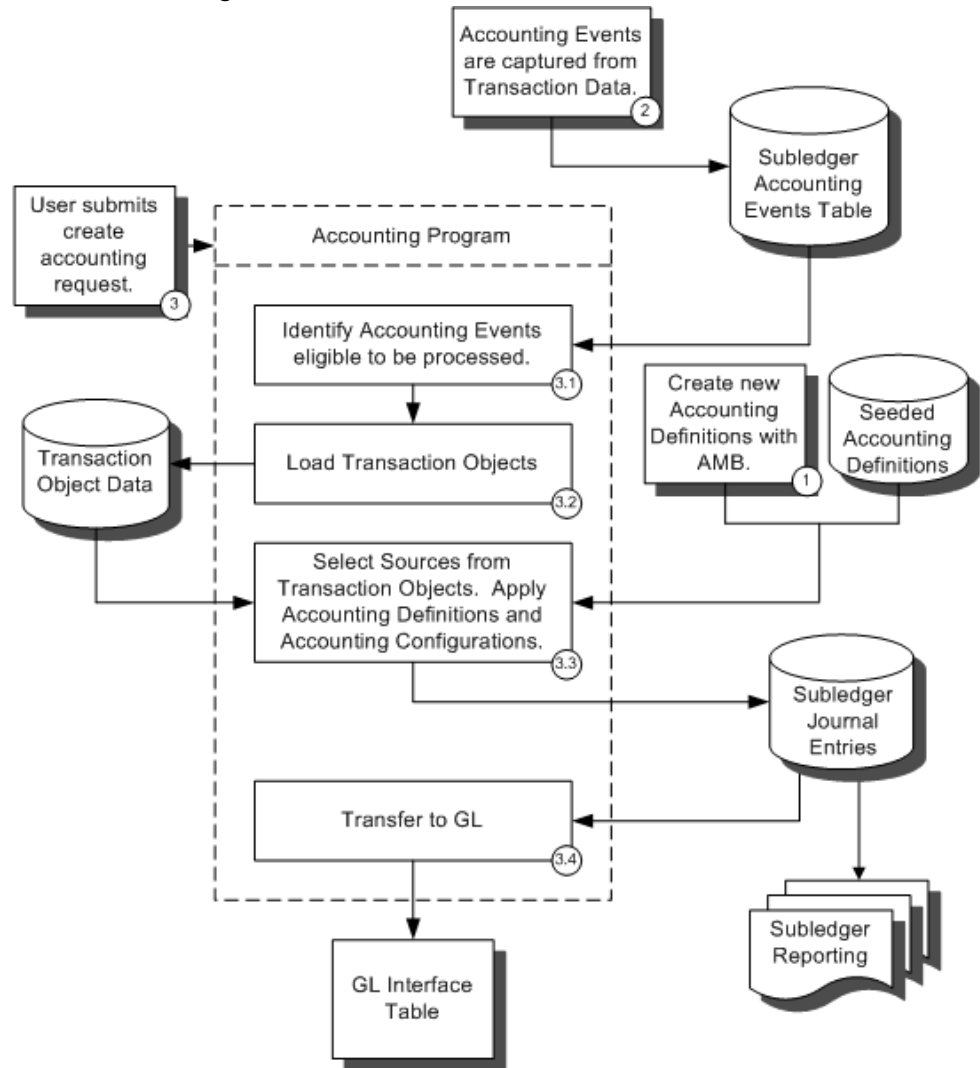 Accounting Events
are captured from
Transaction Data.
2
Subledger
Accounting
Events Table
User submits
create
accounting
request.
3
Accounting Program
Identify Accounting Events
eligible to be processed.
3.1
Create new
Accounting
Definitions with
AMB.
1
Seeded
Accounting
Definitions
Transaction
Object Data
Load Transaction Objects
3.2
Select Sources from
Transaction Objects. Apply
Accounting Definitions and
Accounting Configurations.
3.3
Subledger
Journal
Entries
Transfer to GL
3.4
Subledger
Reporting
GL Interface
Table